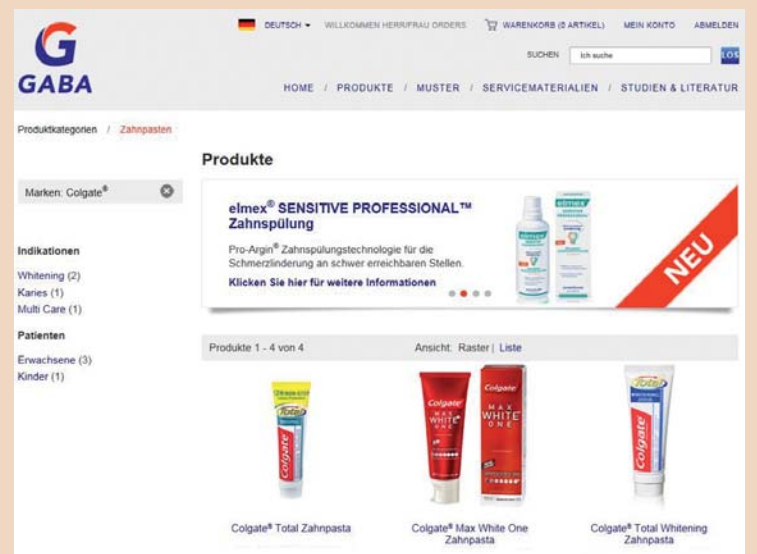 DEUTSCH WILLKOMMEN HERR/FRAU ORDERS WARENKORB (0 ARTIKEL) MEIN KONTO ABMELDEN
SUCHEN Ich suche LOS
GABA
HOME / PRODUKTE / MUSTER / SERVICEMATERIALIEN / STUDIEN & LITERATUR
Produktkategorien / Zahnpasten
Produkte
Marken: Colgate®
elmex® SENSITIVE PROFESSIONAL™
Zahnspülung
Pro-Argin® Zahnspülungstechnologie für die
Schmerzlinderung an schwer erreichbaren Stellen.
Klicken Sie hier für weitere Informationen
elmex
elmex
NEU
Indikationen
Whitening (2)
Karies (1)
Multi Care (1)
Patienten
Erwachsene (3)
Kinder (1)
Produkte 1 - 4 von 4 Ansicht: Raster | Liste
Total
Colgate
Colgate
MAX
WHITE
ONE
Colgate
MAX
WHITE
ONE
Total
Colgate
Colgate® Total Zahnpasta
Colgate® Max White One
Zahnpasta
Colgate® Total Whitening
Zahnpasta